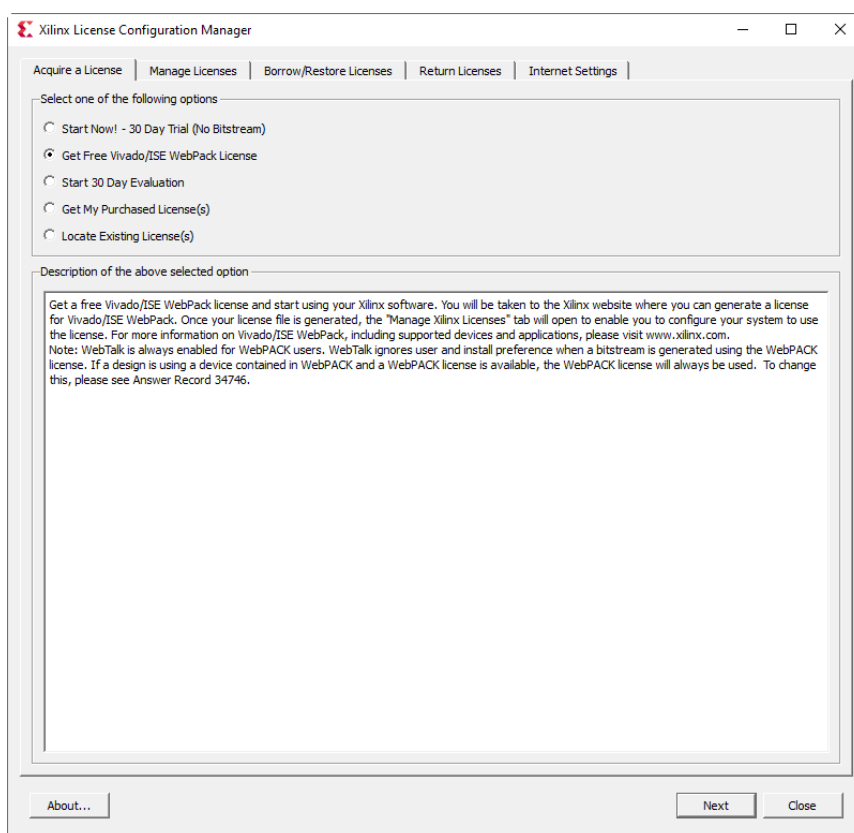 Xilinx License Configuration Manager
Acquire a License Manage Licenses Borrow/Restore Licenses Return Licenses Internet Settings
Select one of the following options
Start Now! - 30 Day Trial (No Bitstream)
Get Free Vivado/ISE WebPack License
Start 30 Day Evaluation
Get My Purchased License(s)
Locate Existing License(s)
Description of the above selected option
Get a free Vivado/ISE WebPack license and start using your Xilinx software. You will be taken to the Xilinx website where you can generate a license
for Vivado/ISE WebPack. Once your license file is generated, the "Manage Xilinx Licenses" tab will open to enable you to configure your system to use
the license. For more information on Vivado/ISE WebPack, including supported devices and applications, please visit www.xilinx.com.
Note: WebTalk is always enabled for WebPACK users. WebTalk ignores user and install preference when a bitstream is generated using the WebPACK
license. If a design is using a device contained in WebPACK and a WebPACK license is available, the WebPACK license will always be used. To change
this, please see Answer Record 34746.
About... Next Close